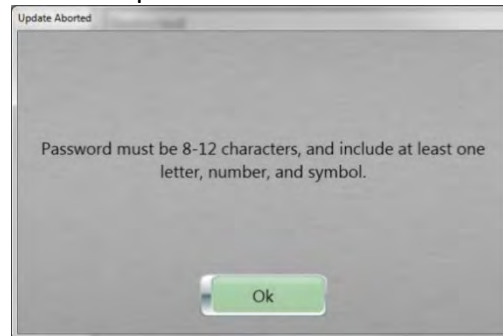 Update Aborted
Password must be 8-12 characters, and include at least one
letter, number, and symbol.
Ok